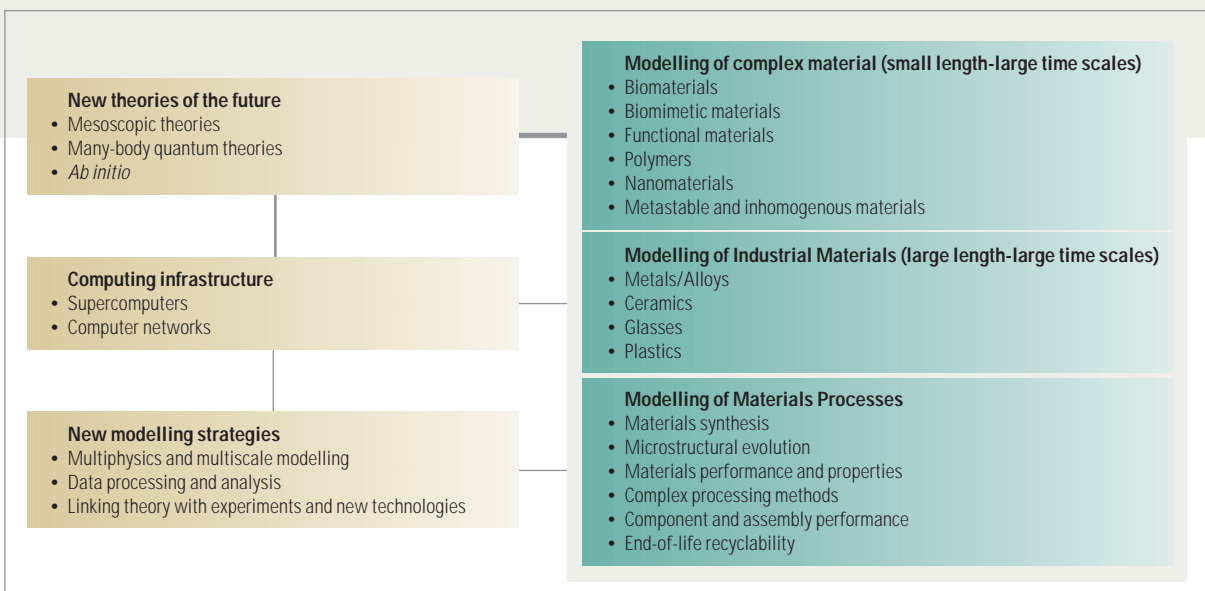 New theories of the future
• Mesoscopic theories
• Many-body quantum theories
• Ab initio
Computing infrastructure
• Supercomputers
• Computer networks
New modelling strategies
• Multiphysics and multiscale modelling
• Data processing and analysis
• Linking theory with experiments and new technologies
Modelling of complex material (small length-large time scales)
• Biomaterials
• Biomimetic materials
• Functional materials
• Polymers
• Nanomaterials
• Metastable and inhomogenous materials
Modelling of Industrial Materials (large length-large time scales)
• Metals/Alloys
• Ceramics
• Glasses
• Plastics
Modelling of Materials Processes
• Materials synthesis
• Microstructural evolution
• Materials performance and properties
• Complex processing methods
• Component and assembly performance
• End-of-life recyclability